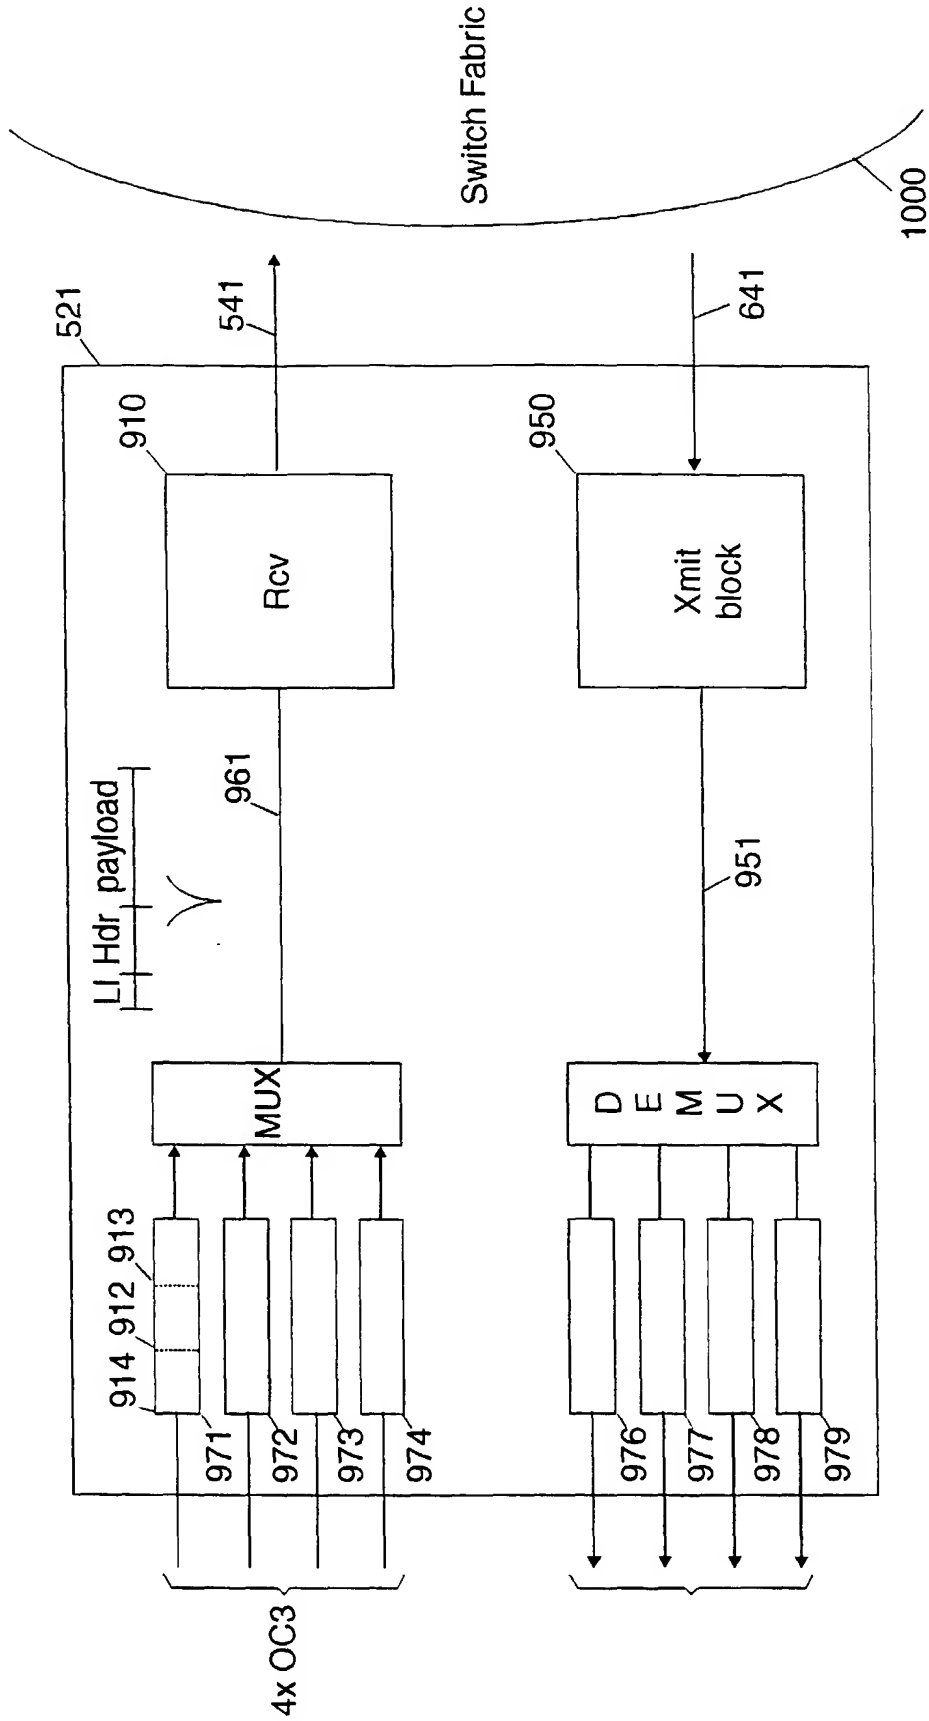 521
LI Hdr payload
914 912 913
910
971
961
541
4x OC3
MUX
Rcv
972
973
974
Switch Fabric
950
D
E
M
U
X
976
Xmit
block
977
951
641
978
979
1000